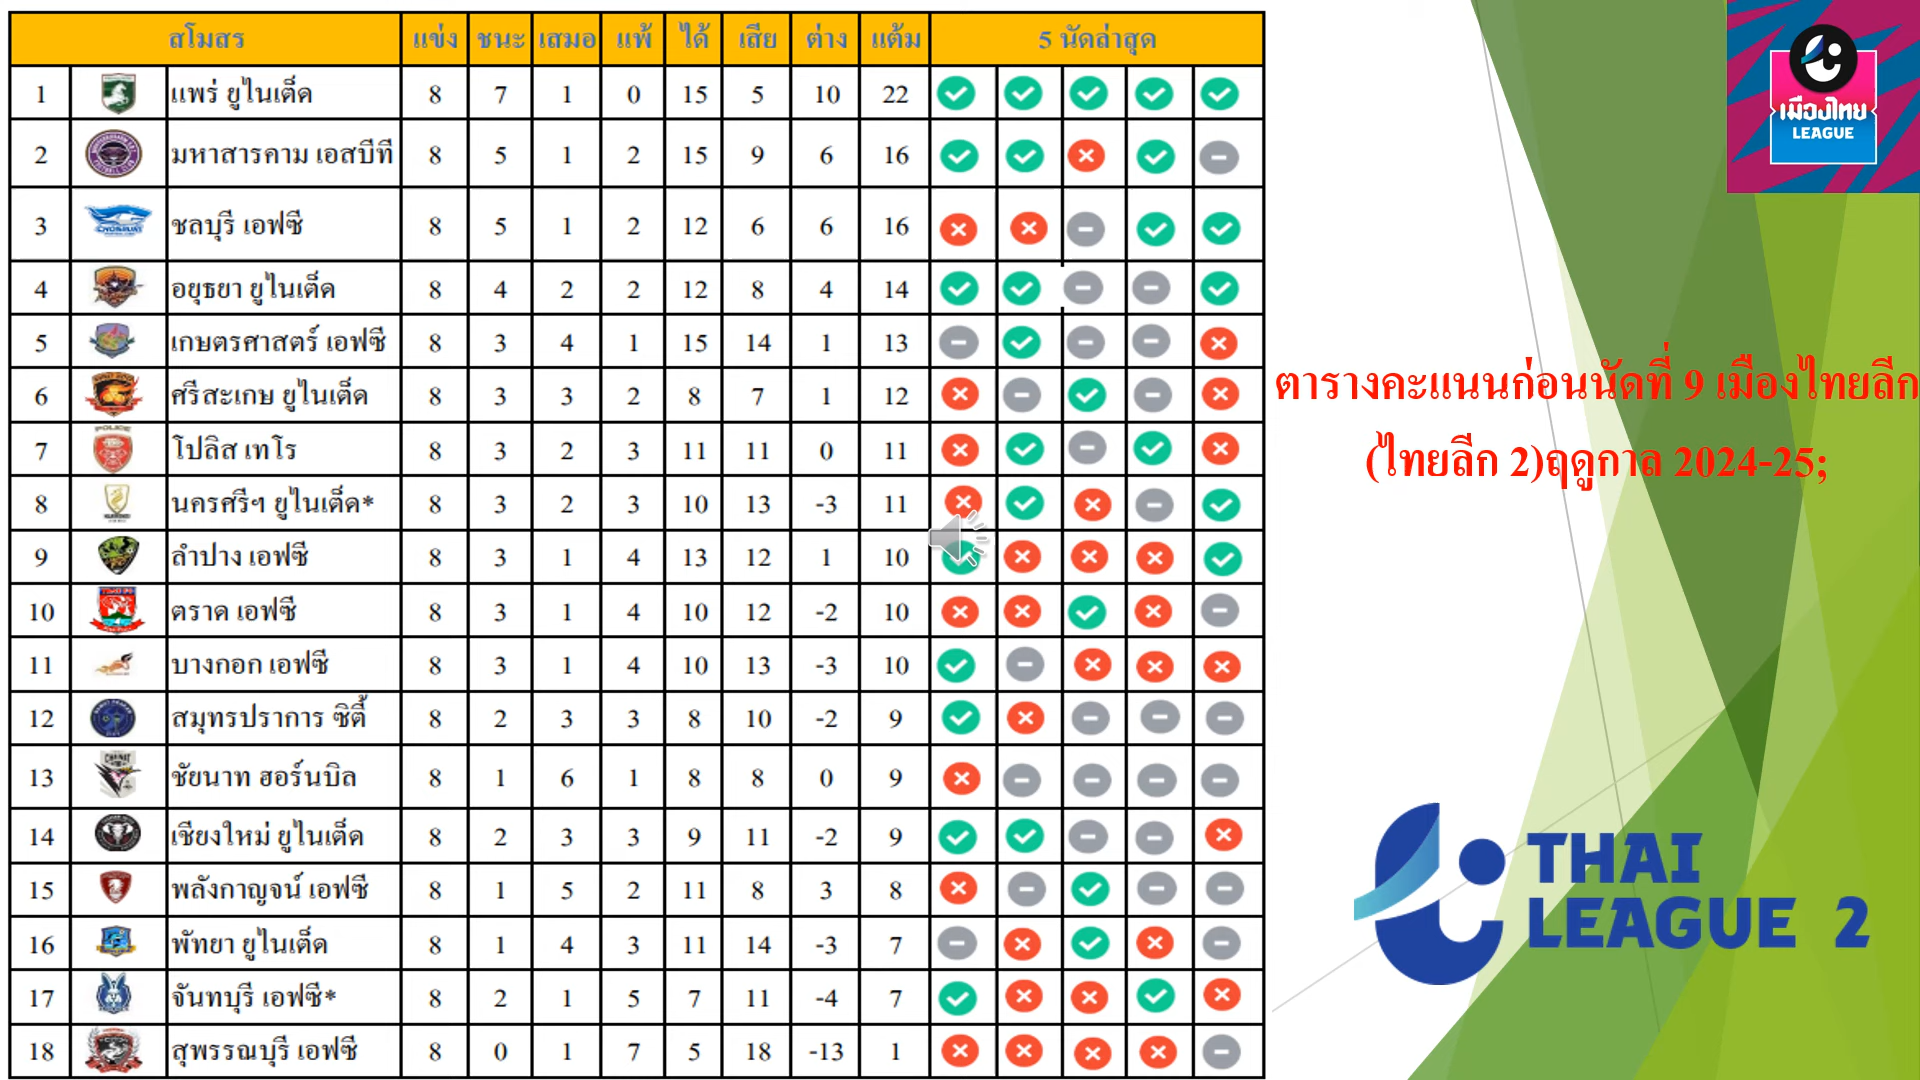 สโมสร แข่ง ชนะ เสมอ แพ้ ได้ เสีย ต่าง แต้ม 5 นัดล่าสุด
1 แพร่ ยูไนเต็ด 8 7 1 0 15 5 10 22
2 มหาสารคาม เอสบีที 8 5 1 2 15 9 6 16
3 ชลบุรี เอฟซี 8 5 1 2 12 6 6 16
4 อยุธยา ยูไนเต็ด 8 4 2 2 12 8 4 14
5 เกษตรศาสตร์ เอฟซี 8 3 4 1 15 14 1 13
6 ศรีสะเกษ ยูไนเต็ด 8 3 3 2 8 7 1 12
7 โปลิส เทโร 8 3 2 3 11 11 0 11
8 นครศรีฯ ยูไนเต็ด* 8 3 2 3 10 13 -3 11
9 ลำปาง เอฟซี 8 3 1 4 13 12 1 10
10 ตราด เอฟซี 8 3 1 4 10 12 -2 10
11 บางกอก เอฟซี 8 3 1 4 10 13 -3 10
12 สมุทรปราการ ซิตี้ 8 2 3 3 8 10 -2 9
13 ชัยนาท ฮอร์นบิล 8 1 6 1 8 8 0 9
14 เชียงใหม่ ยูไนเต็ด 8 2 3 3 9 11 -2 9
15 พลังกาญจน์ เอฟซี 8 1 5 2 11 8 3 8
16 พัทยา ยูไนเต็ด 8 1 4 3 11 14 -3 7
17 จันทบุรี เอฟซี* 8 2 1 5 7 11 -4 7
18 สุพรรณบุรี เอฟซี 8 0 1 7 5 18 -13 1
เมืองไทย
LEAGUE
ตารางคะแนนก่อนนัดที่ 9 เมืองไทยลีก
(ไทยลีก 2)ฤดูกาล 2024-25;
THAI
LEAGUE 2